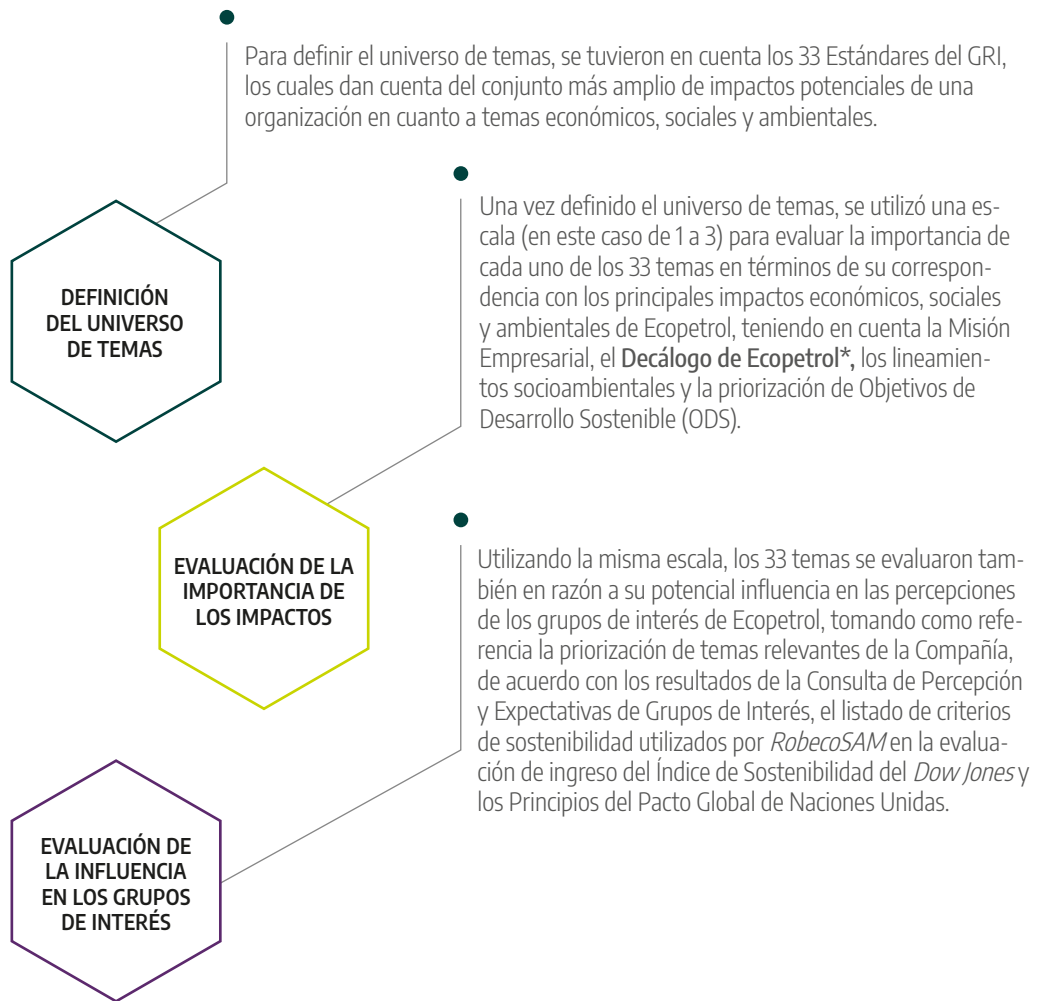 Para definir el universo de temas, se tuvieron en cuenta los 33 Estándares del GRI,
los cuales dan cuenta del conjunto más amplio de impactos potenciales de una
organización en cuanto a temas económicos, sociales y ambientales.
DEFINICIÓN
DEL UNIVERSO
DE TEMAS
Una vez definido el universo de temas, se utilizó una es-
cala (en este caso de 1 a 3) para evaluar la importancia de
cada uno de los 33 temas en términos de su correspon-
dencia con los principales impactos económicos, sociales
y ambientales de Ecopetrol, teniendo en cuenta la Misión
Empresarial, el Decálogo de Ecopetrol*, los lineamien-
tos socioambientales y la priorización de Objetivos de
Desarrollo Sostenible (ODS).
EVALUACIÓN DE LA
IMPORTANCIA DE
LOS IMPACTOS
Utilizando la misma escala, los 33 temas se evaluaron tam-
bién en razón a su potencial influencia en las percepciones
de los grupos de interés de Ecopetrol, tomando como refe-
rencia la priorización de temas relevantes de la Compañía,
de acuerdo con los resultados de la Consulta de Percepción
y Expectativas de Grupos de Interés, el listado de criterios
de sostenibilidad utilizados por RobecoSAM en la evalua-
ción de ingreso del Índice de Sostenibilidad del Dow Jones y
los Principios del Pacto Global de Naciones Unidas.
EVALUACIÓN DE
LA INFLUENCIA
EN LOS GRUPOS
DE INTERÉS